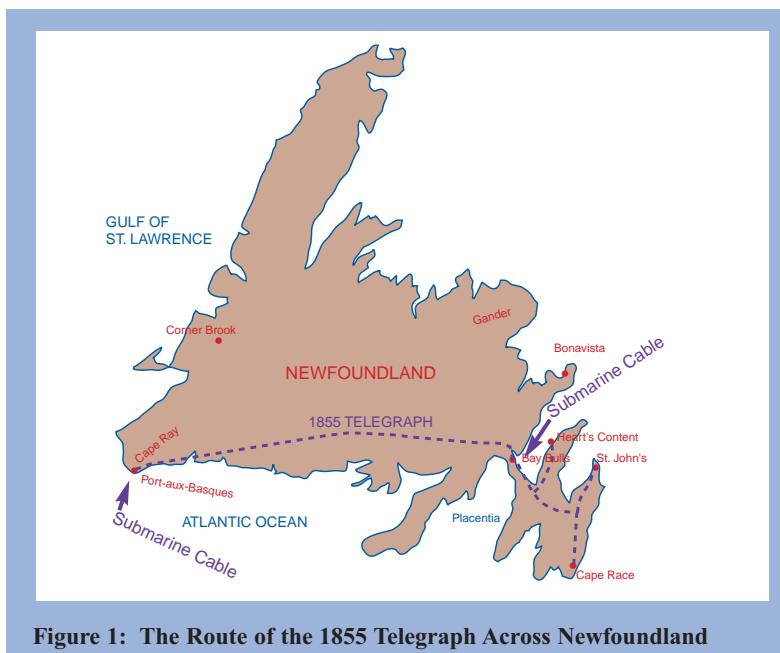 GULF OF
ST. LAWRENCE
Corner Brook
Gander
Bonavista
NEWFOUNDLAND
Submarine Cable
1855 TELEGRAPH
Heart's Content
Cape Ray
Bay Bulls
St. John's
Port-aux-Basques
Submarine Cable
ATLANTIC OCEAN
Placentia
Cape Race
Figure 1: The Route of the 1855 Telegraph Across Newfoundland